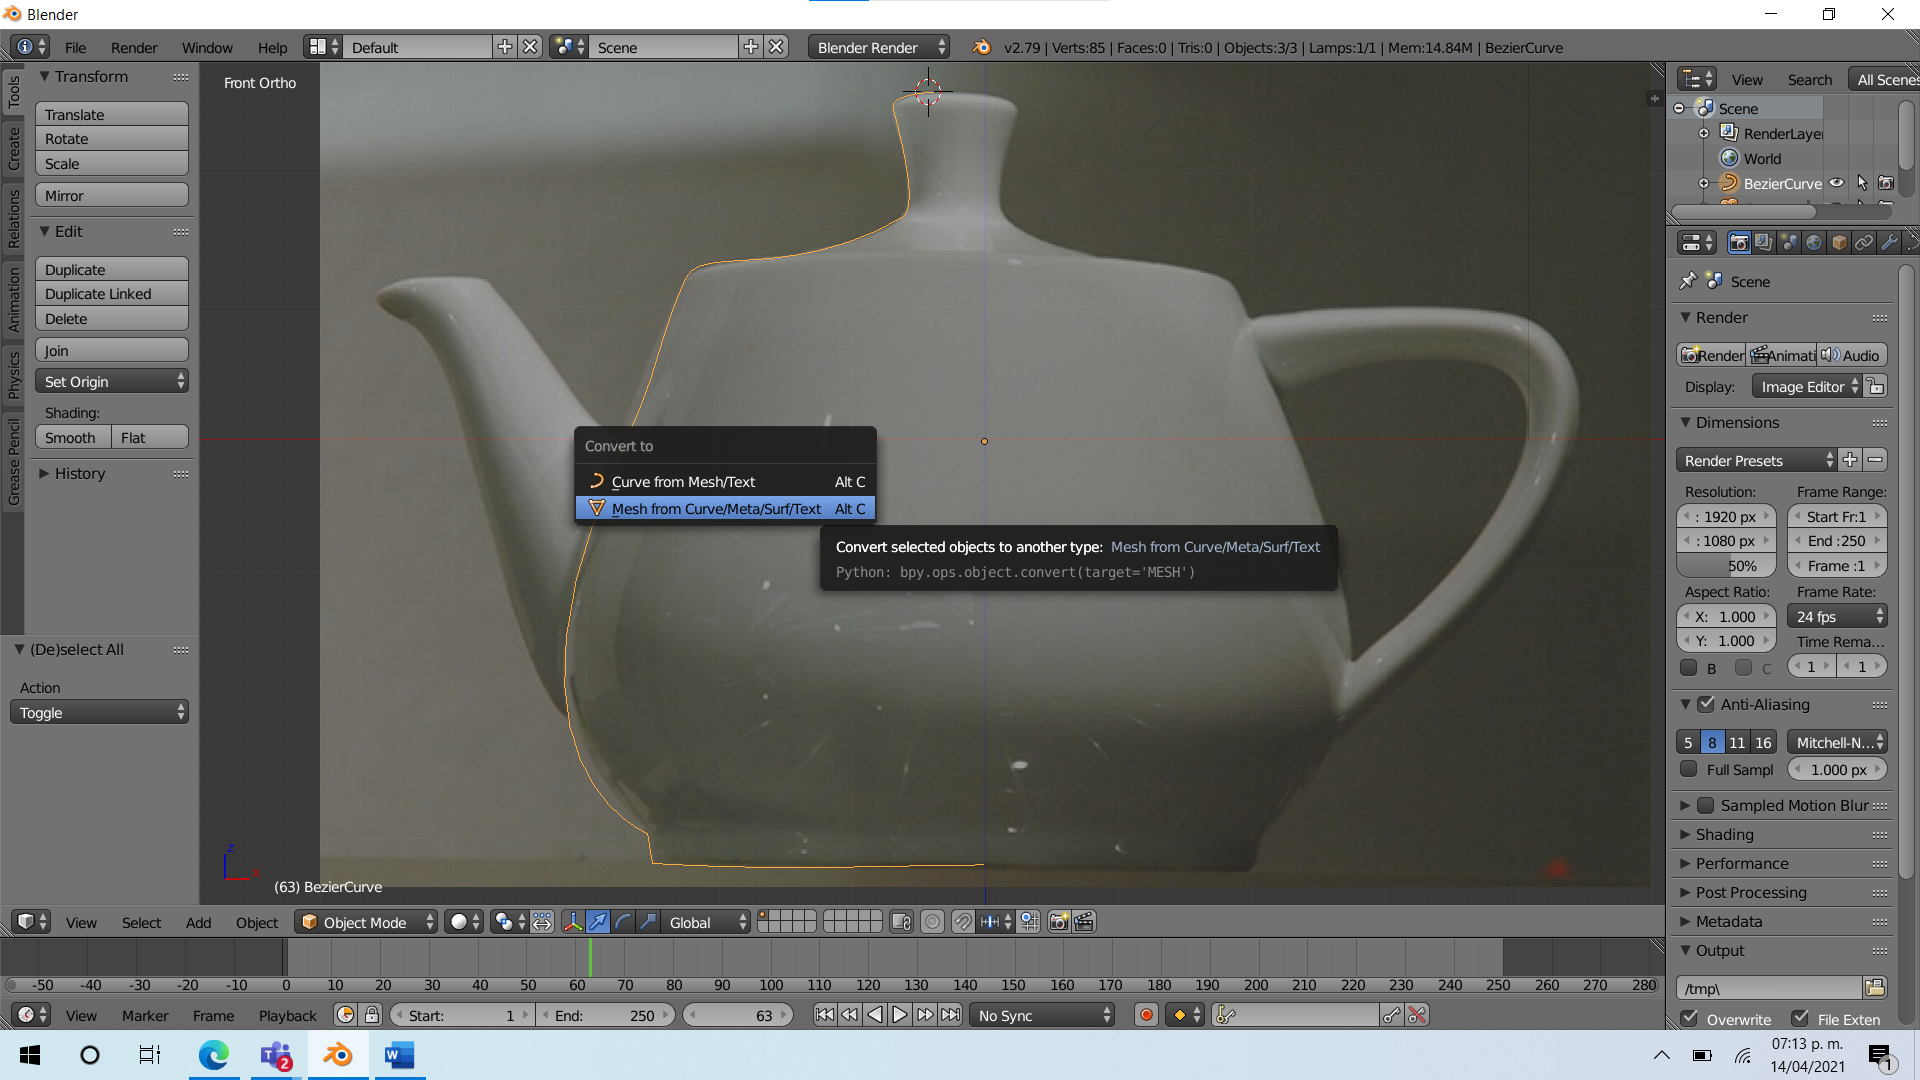 Blender
File Render Window Help Default Scene Blender Render v2.79 | Verts:85 | Faces:0 | Tris:0 | Objects:3/3 | Lamps:1/1 | Mem:14.84M | BezierCurve
Tools
Create
Relations
Animation
Physics
Grease Pencil
Transform
Translate
Rotate
Scale
Mirror
Edit
Duplicate
Duplicate Linked
Delete
Join
Set Origin
Shading:
Smooth Flat
History
(De)select All
Action
Toggle
Front Ortho
Convert to
Curve from Mesh/Text Alt C
Mesh from Curve/Meta/Surf/Text Alt C
Convert selected objects to another type: Mesh from Curve/Meta/Surf/Text
Python: bpy.ops.object.convert(target='MESH')
z
x
(63) BezierCurve
View Select Add Object Object Mode Global
-50 -40 -30 -20 -10 0 10 20 30 40 50 60 70 80 90 100 110 120 130 140 150 160 170 180 190 200 210 220 230 240 250 260 270 280
View Marker Frame Playback Start: 1 End: 250 63 No Sync
View Search All Scenes
Scene
RenderLayer
World
BezierCurve
Scene
Render
Render Animati Audio
Display: Image Editor
Dimensions
Render Presets
Resolution: Frame Range:
: 1920 px Start Fr:1
: 1080 px End :250
50% Frame :1
Aspect Ratio: Frame Rate:
X: 1.000 24 fps
Y: 1.000 Time Rema...
B C 1 1
Anti-Aliasing
5 8 11 16 Mitchell-N...
Full Sampl 1.000 px
Sampled Motion Blur
Shading
Performance
Post Processing
Metadata
Output
/tmp\
Overwrite File Exten
2
W
07:13 p. m.
14/04/2021
1